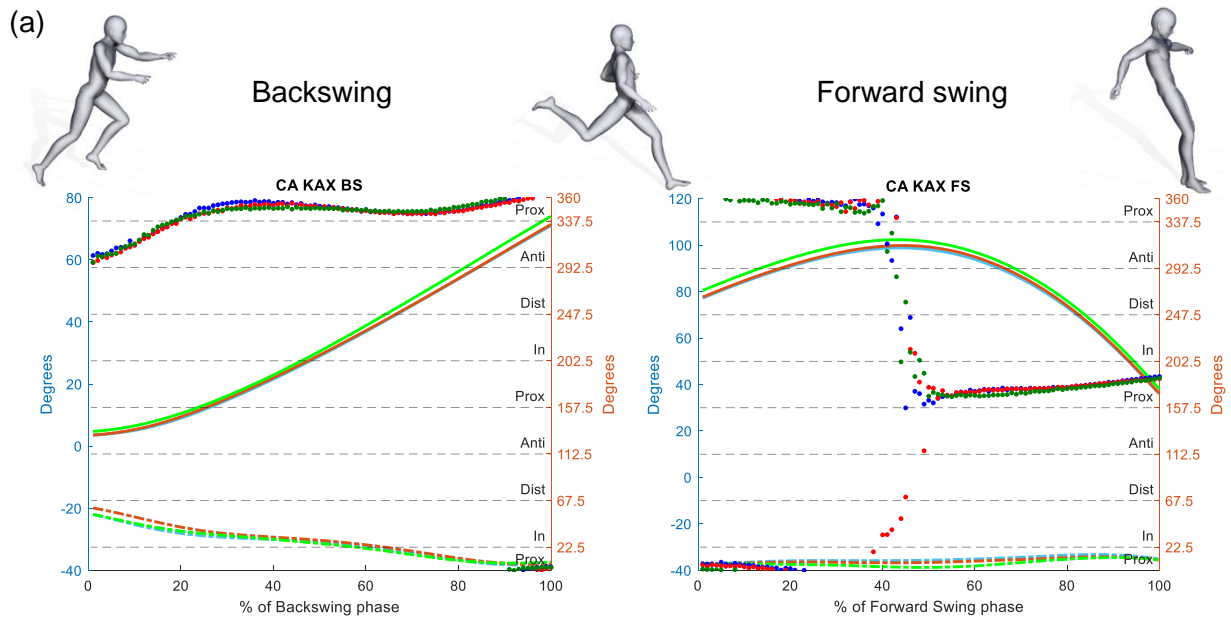 (a)
Backswing
Forward swing
CA KAX BS
80
60
40
20
0
-20
-40
Degrees
360
337.5
292.5
247.5
202.5
157.5
112.5
67.5
22.5
Degrees
Prox
Anti
Dist
In
Prox
Anti
Dist
In
Prox
0
20
40
60
80
100
% of Backswing phase
CA KAX FS
120
100
80
60
40
20
0
-20
-40
Degrees
360
337.5
292.5
247.5
202.5
157.5
112.5
67.5
22.5
Degrees
Prox
Anti
Dist
In
Prox
Anti
Dist
In
Prox
0
20
40
60
80
100
% of Forward Swing phase